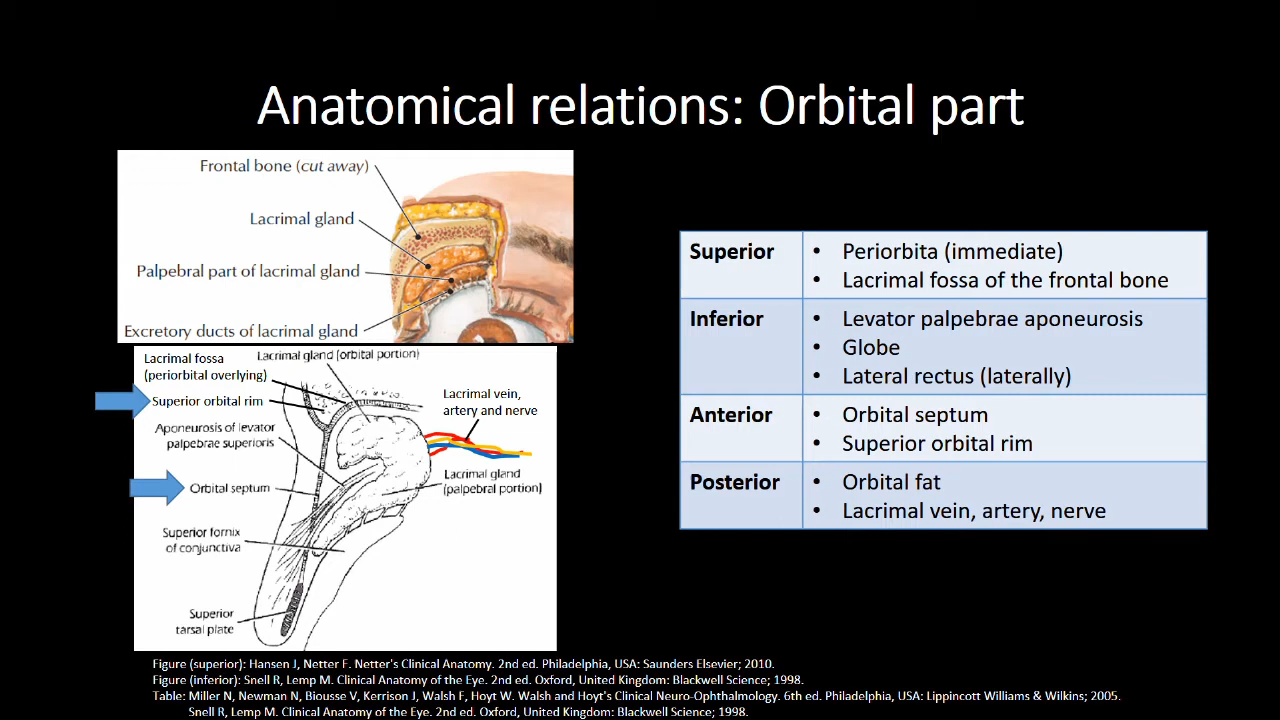 Anatomical relations: Orbital part
Frontal bone (cut away)
Lacrimal gland
Palpebral part of lacrimal gland
Excretory ducts of lacrimal gland
Lacrimal fossa
(periorbital overlying)
Lacrimal gland (orbital portion)
Superior orbital rim
Lacrimal vein,
artery and nerve
Aponeurosis of levator
palpebrae superioris
Lacrimal gland
(palpebral portion)
Orbital septum
Superior fornix
of conjunctiva
Superior
tarsal plate
Superior
• Periorbita (immediate)
• Lacrimal fossa of the frontal bone
Inferior
• Levator palpebrae aponeurosis
• Globe
• Lateral rectus (laterally)
Anterior
• Orbital septum
• Superior orbital rim
Posterior
• Orbital fat
• Lacrimal vein, artery, nerve
Figure (superior): Hansen J, Netter F. Netter's Clinical Anatomy. 2nd ed. Philadelphia, USA: Saunders Elsevier; 2010.
Figure (inferior): Snell R, Lemp M. Clinical Anatomy of the Eye. 2nd ed. Oxford, United Kingdom: Blackwell Science; 1998.
Table: Miller N, Newman N, Biousse V, Kerrison J, Walsh F, Hoyt W. Walsh and Hoyt's Clinical Neuro-Ophthalmology. 6th ed. Philadelphia, USA: Lippincott Williams & Wilkins; 2005.
Snell R, Lemp M. Clinical Anatomy of the Eye. 2nd ed. Oxford, United Kingdom: Blackwell Science; 1998.